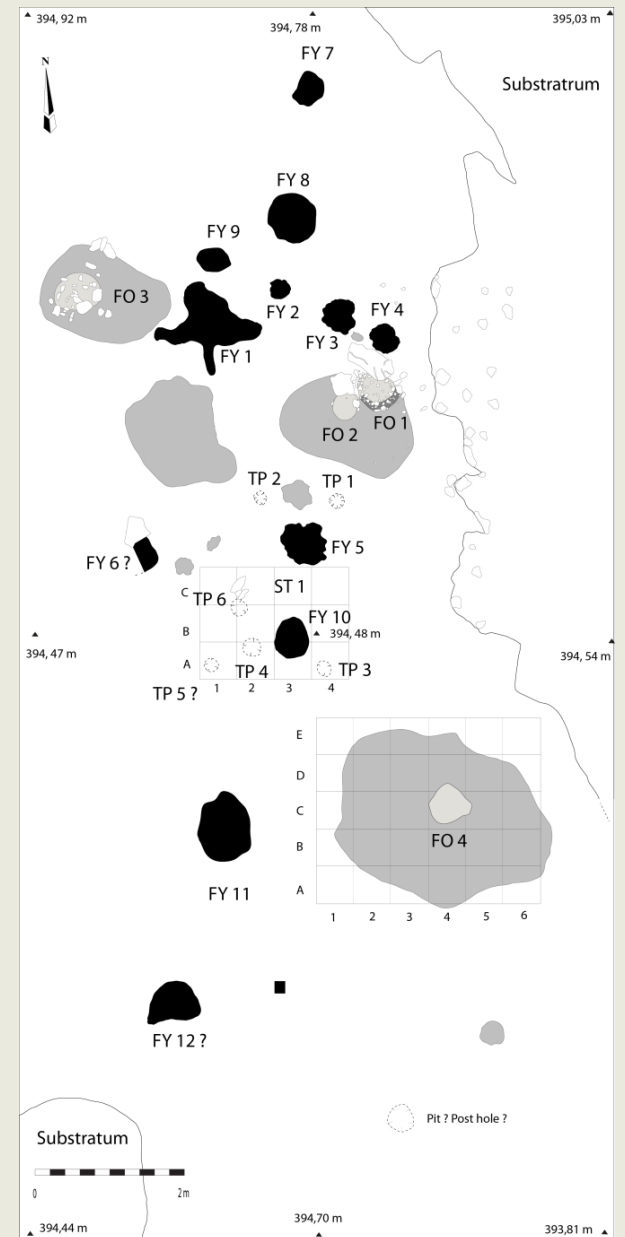 394, 92 m
394, 78 m
395,03 m
N
FY 7
Substratrum
FY 8
FY 9
FO 3
FY 2
FY 3
FY 4
FY 1
FO 1
FO 2
TP 2
TP 1
FY 5
FY 6 ?
C
TP 6
ST 1
FY 10
B
394, 48 m
394, 47 m
394, 54 m
A
TP 4
TP 3
TP 5 ?
1 2 3 4
E
D
C
FO 4
B
FY 11
A
1 2 3 4 5 6
FY 12 ?
Pit ? Post hole ?
Substratum
0 2m
394,44 m
394,70 m
393,81 m